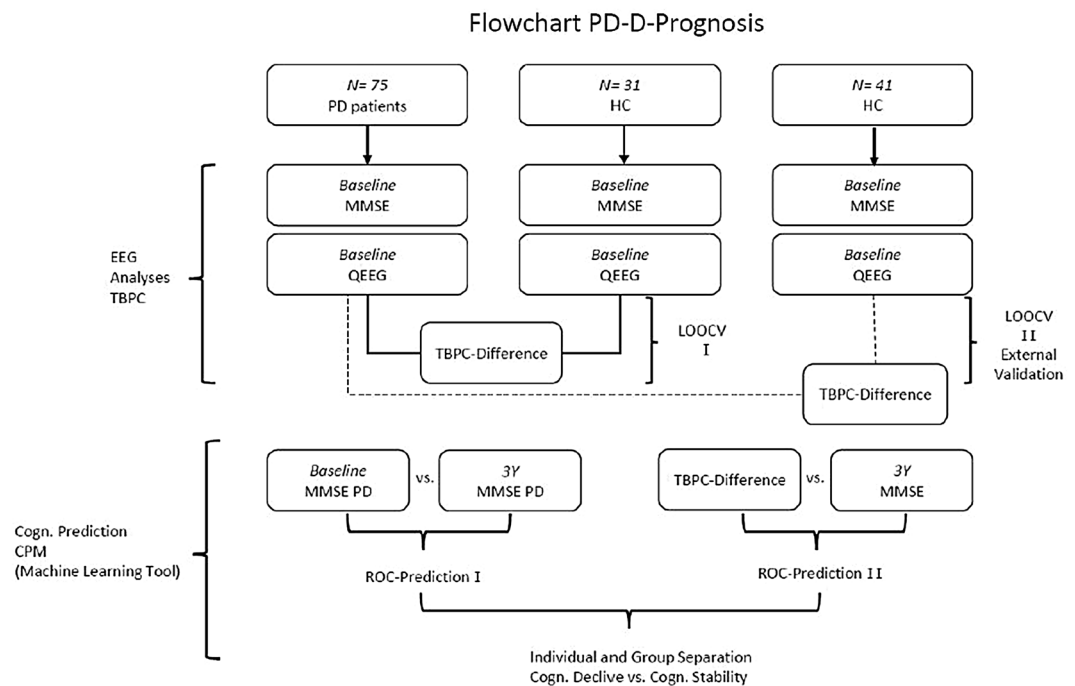 Flowchart PD-D-Prognosis
N= 75
PD patients
N= 31
HC
N= 41
HC
Baseline
MMSE
Baseline
MMSE
Baseline
MMSE
EEG
Analyses
TBPC
Baseline
QEEG
Baseline
QEEG
Baseline
QEEG
TBPC-Difference
LOOCV
I
LOOCV
II
External
Validation
TBPC-Difference
Cogn. Prediction
CPM
(Machine Learning Tool)
Baseline
MMSE PD
vs.
3Y
MMSE PD
TBPC-Difference
vs.
3Y
MMSE
ROC-Prediction I
ROC-Prediction II
Individual and Group Separation
Cogn. Declive vs. Cogn. Stability